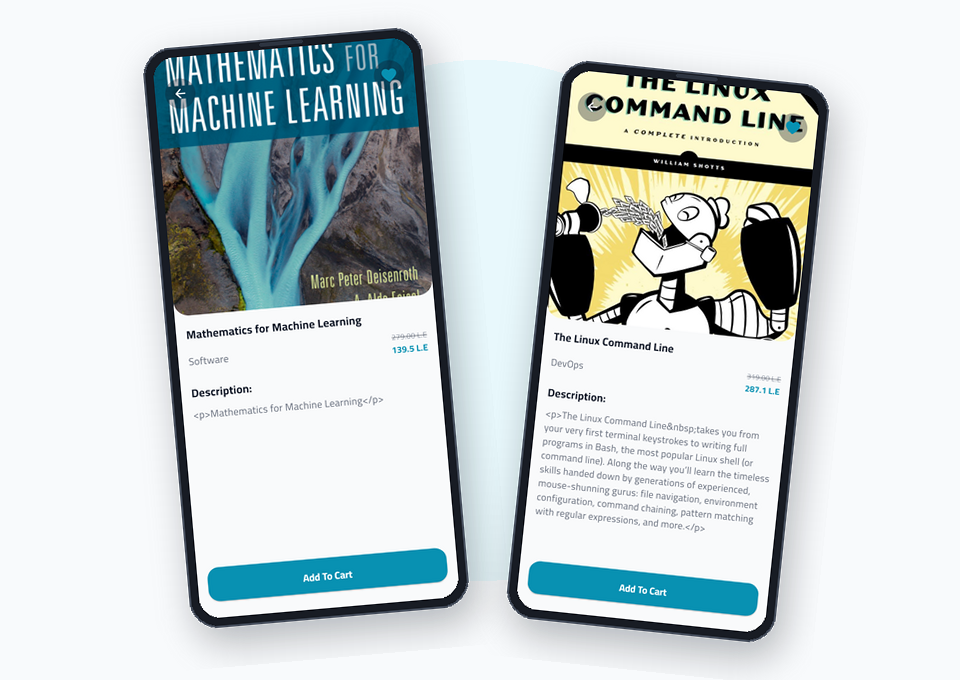 MATHEMATICS FOR
MACHINE LEARNING
Marc Peter Deisenroth
A. Aldo Faisal
Mathematics for Machine Learning
279.00 L.E
Software
139.5 L.E
Description:
<p>Mathematics for Machine Learning</p>
Add To Cart
THE LINUX
COMMAND LINE
A COMPLETE INTRODUCTION
WILLIAM SHOTTS
The Linux Command Line
DevOps
319.00 L.E
287.1 L.E
Description:
<p>The Linux Command Line&nbsp;takes you from
your very first terminal keystrokes to writing full
programs in Bash, the most popular Linux shell (or
command line). Along the way you’ll learn the timeless
skills handed down by generations of experienced,
mouse-shunning gurus: file navigation, environment
configuration, command chaining, pattern matching
with regular expressions, and more.</p>
Add To Cart